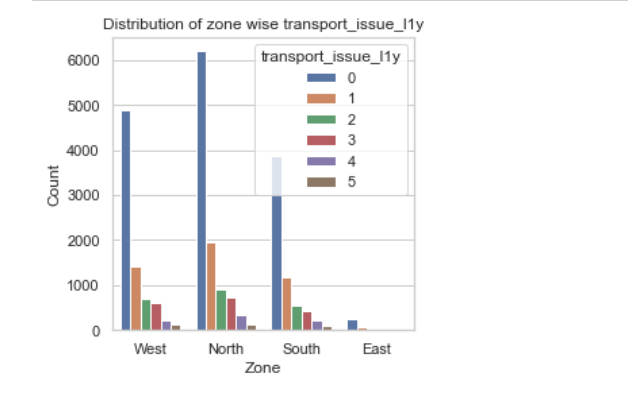 Distribution of zone wise transport_issue_l1y
transport_issue_l1y
0
1
2
3
4
5
6000
5000
4000
3000
2000
1000
0
Count
West North South East
Zone